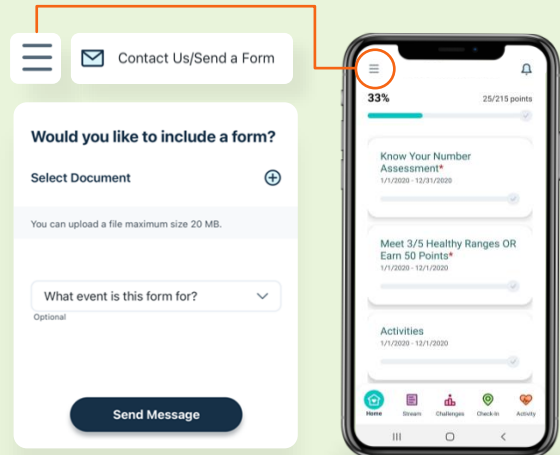 Contact Us/Send a Form
Would you like to include a form?
Select Document
You can upload a file maximum size 20 MB.
What event is this form for?
Optional
Send Message
33%
25/215 points
Know Your Number
Assessment*
1/1/2020 - 12/31/2020
Meet 3/5 Healthy Ranges OR
Earn 50 Points*
1/1/2020 - 12/1/2020
Activities
1/1/2020 - 12/1/2020
Home Stream Challenges Check-In Activity